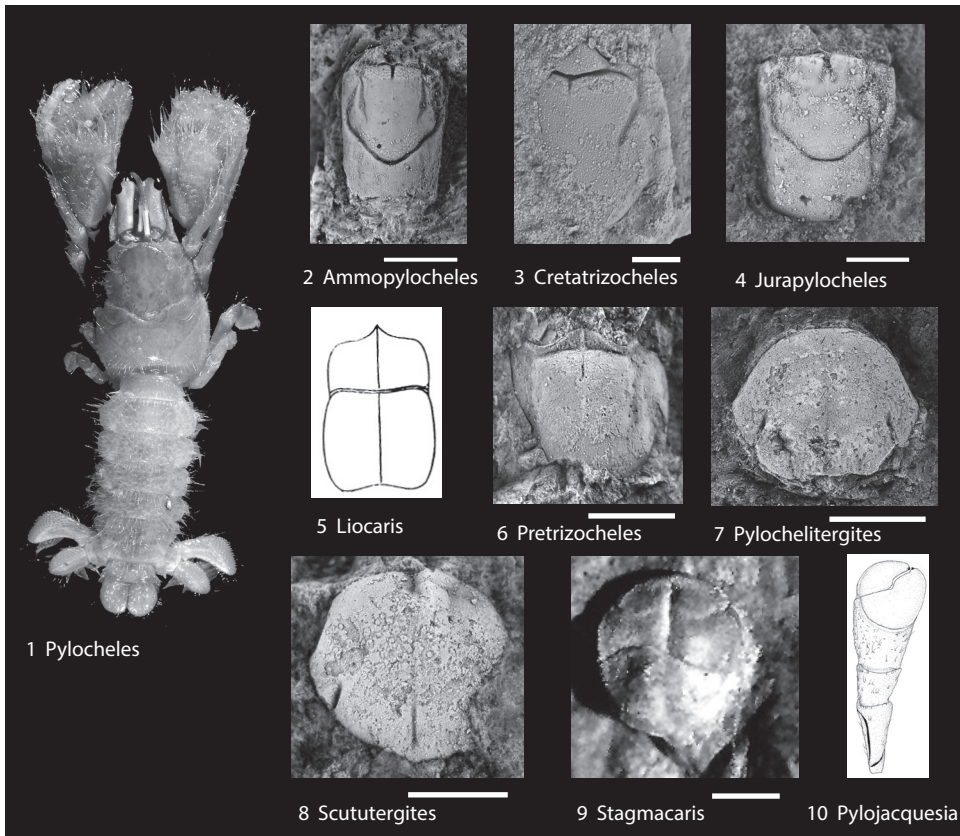 2 Ammopylocheles
3 Cretatrizocheles
4 Jurapylocheles
5 Liocaris
6 Pretrizocheles
7 Pylochelitergites
1 Pylocheles
8 Scututergites
9 Stagmacaris
10 Pylojacquesia